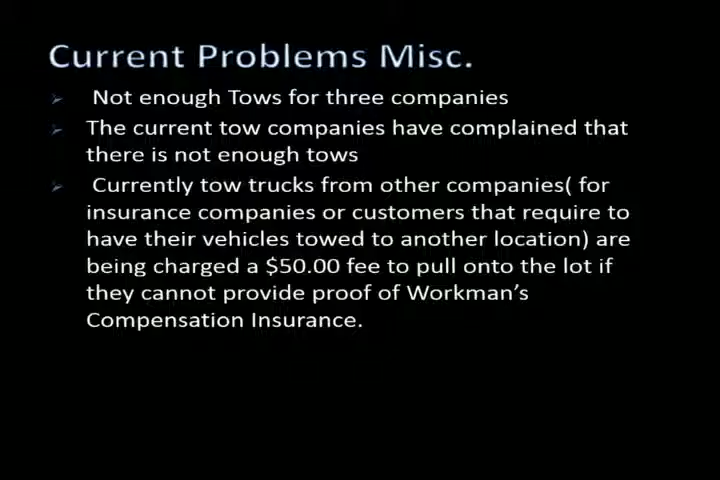 Current Problems Misc.
Not enough Tows for three companies
The current tow companies have complained that
there is not enough tows
Currently tow trucks from other companies( for
insurance companies or customers that require to
have their vehicles towed to another location) are
being charged a $50.00 fee to pull onto the lot if
they cannot provide proof of Workman’s
Compensation Insurance.